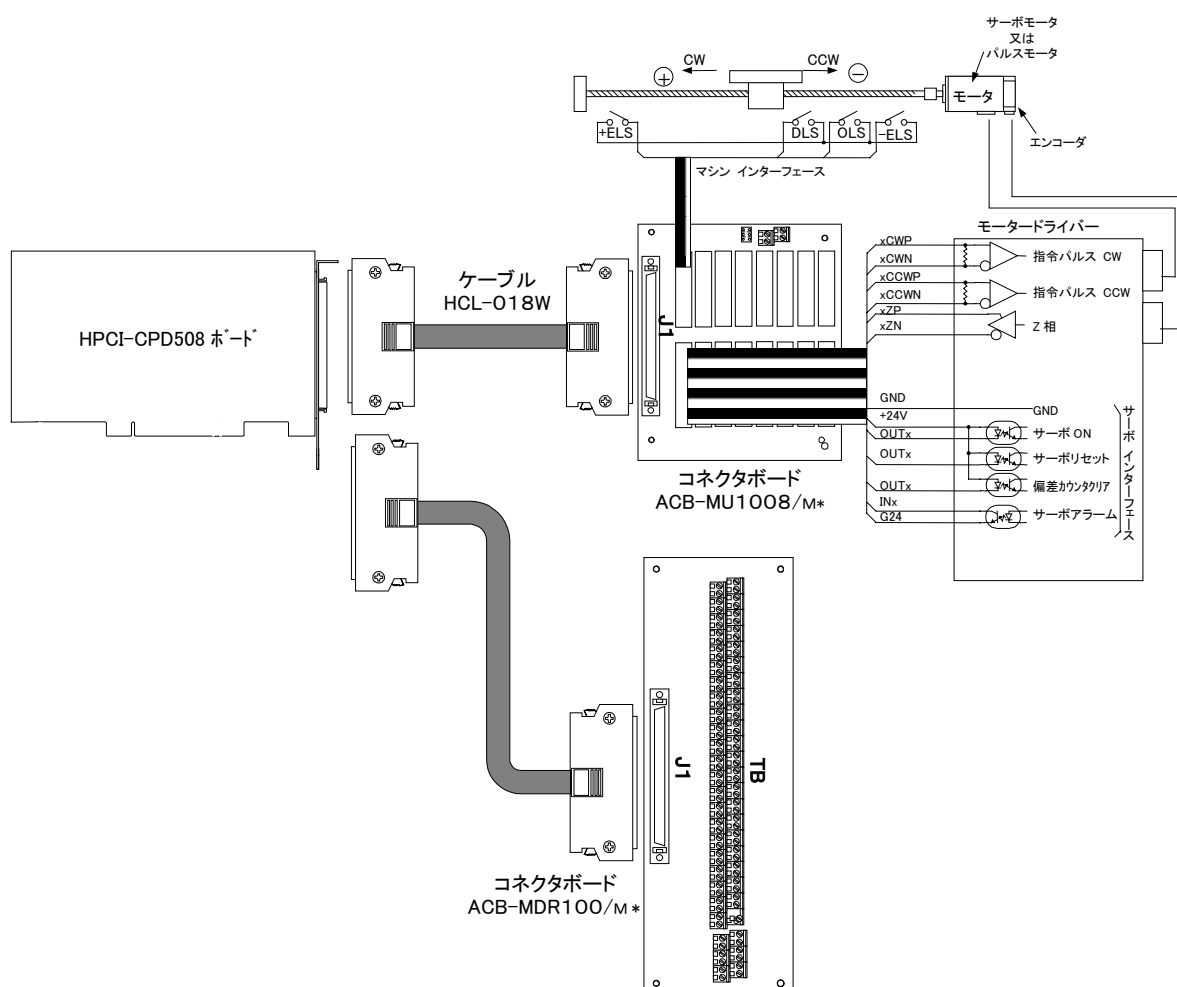 サーボモータ
又は
パルスモータ
CW
CCW
+
−
モータ
エンコーダ
+ELS
DLS
OLS
−ELS
マシン インターフェース
HPCI-CPD508 ボード
ケーブル
HCL-018W
J1
コネクタボード
ACB-MU1008/M*
モータードライバー
xCWP
xCWN
指令パルス CW
xCCWP
xCCWN
指令パルス CCW
xZP
xZN
Z 相
GND
GND
+24V
OUTx
サーボ ON
OUTx
サーボリセット
OUTx
偏差カウンタクリア
INx
G24
サーボアラーム
サーボ インターフェース
J1
TB
コネクタボード
ACB-MDR100/M*